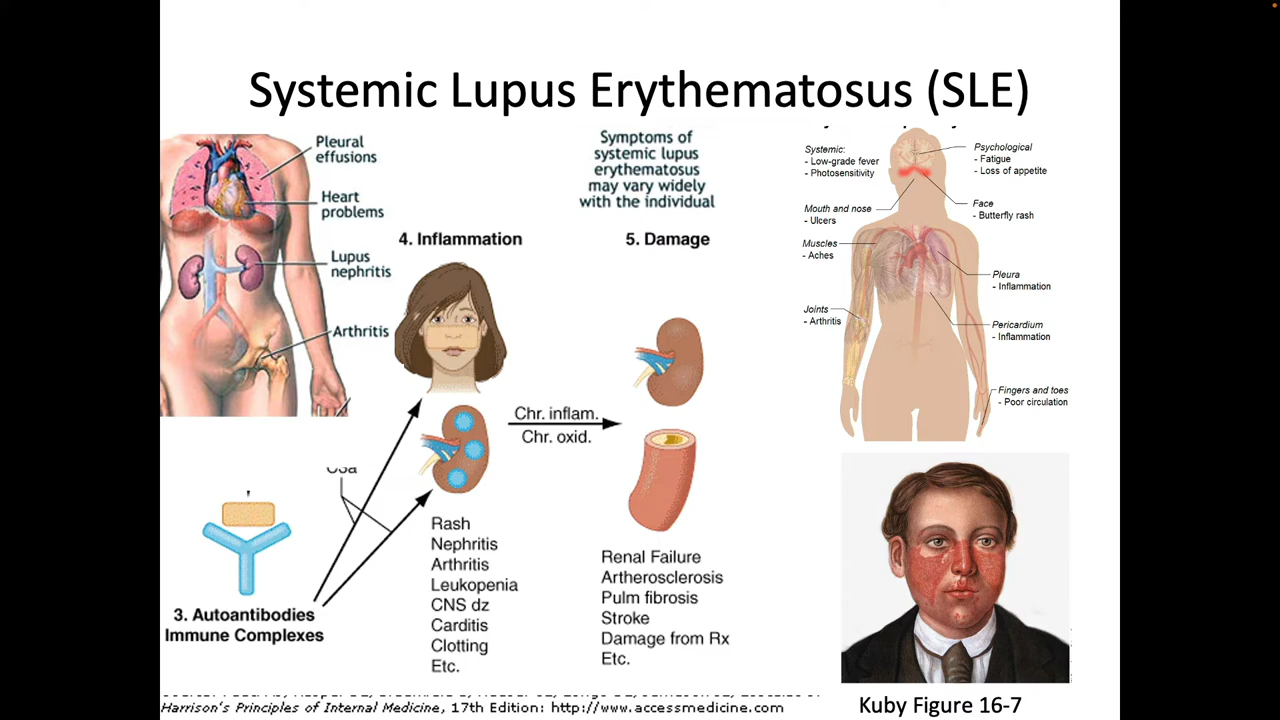 Systemic Lupus Erythematosus (SLE)
Pleural
effusions
Heart
problems
Lupus
nephritis
Arthritis
Symptoms of
systemic lupus
erythematosus
may vary widely
with the individual
4. Inflammation
5. Damage
Chr. inflam.
Chr. oxid.
3. Autoantibodies
Immune Complexes
Rash
Nephritis
Arthritis
Leukopenia
CNS dz
Carditis
Clotting
Etc.
Renal Failure
Artherosclerosis
Pulm fibrosis
Stroke
Damage from Rx
Etc.
Systemic:
- Low-grade fever
- Photosensitivity
Mouth and nose
- Ulcers
Muscles
- Aches
Joints
- Arthritis
Psychological
- Fatigue
- Loss of appetite
Face
- Butterfly rash
Pleura
- Inflammation
Pericardium
- Inflammation
Fingers and toes
- Poor circulation
Harrison's Principles of Internal Medicine, 17th Edition: http://www.accessmedicine.com
Kuby Figure 16-7